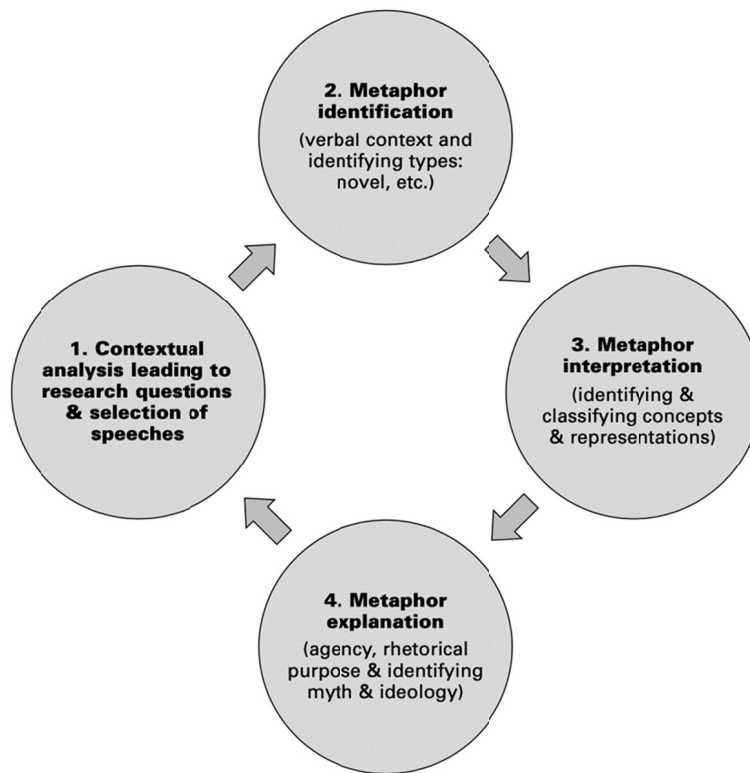 2. Metaphor
identification
(verbal context and
identifying types:
novel, etc.)
1. Contextual
analysis leading to
research questions
& selection of
speeches
3. Metaphor
interpretation
(identifying &
classifying concepts
& representations)
4. Metaphor
explanation
(agency, rhetorical
purpose & identifying
myth & ideology)